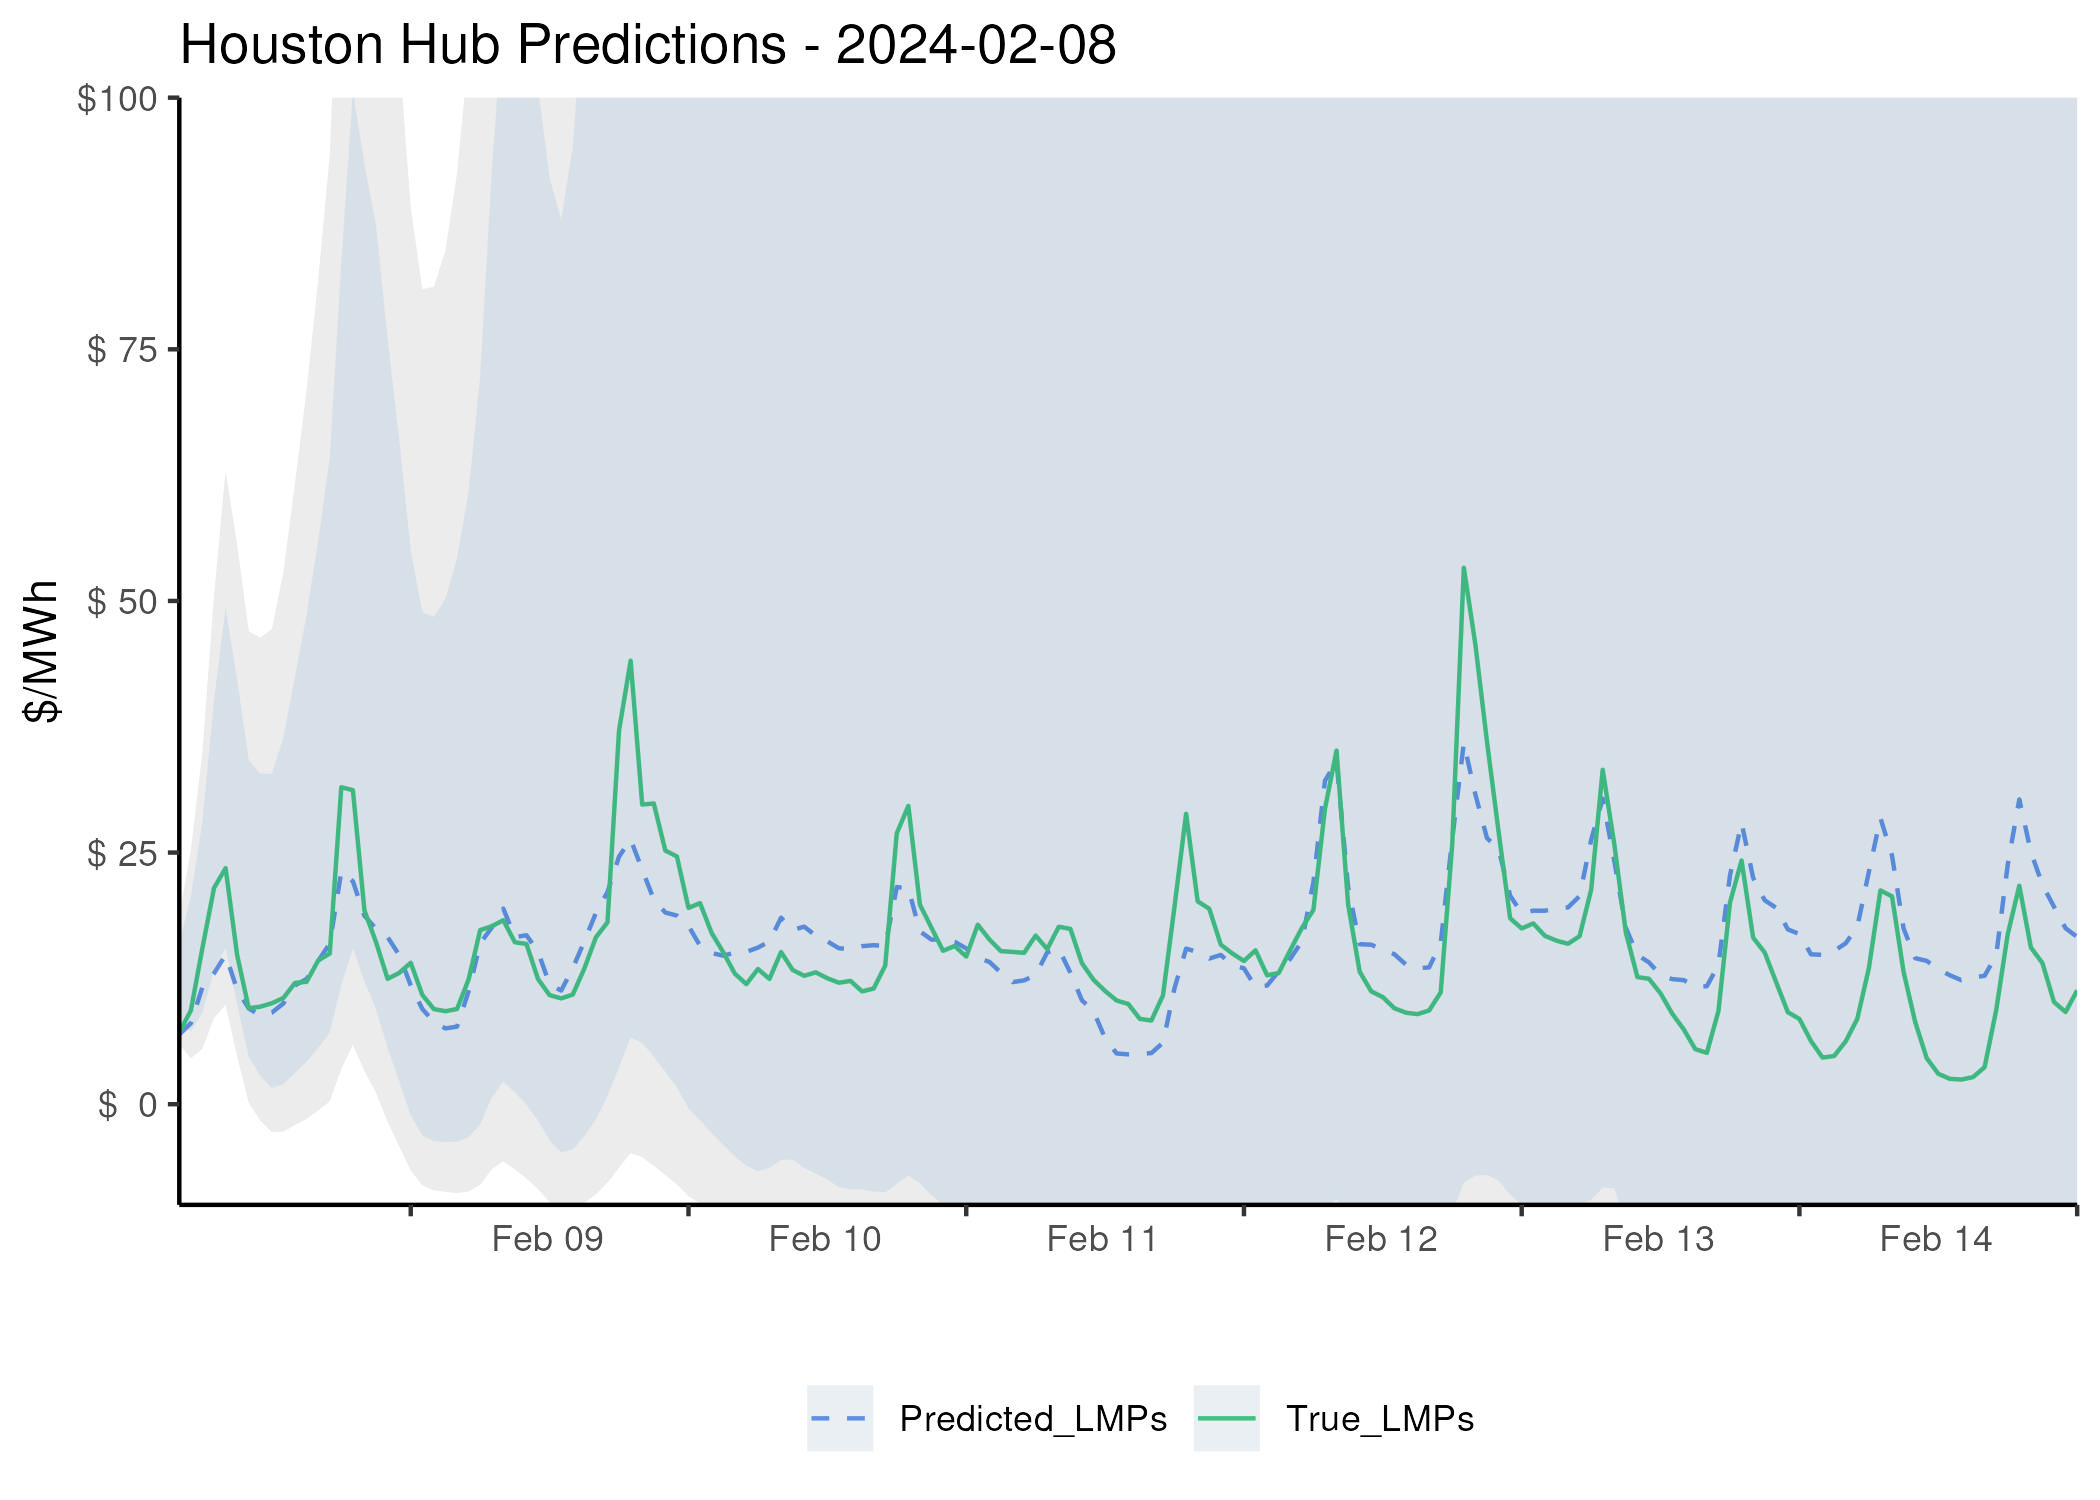 Houston Hub Predictions - 2024-02-08
$100
$ 75
$ 50
$ 25
$  0
$/MWh
Feb 09
Feb 10
Feb 11
Feb 12
Feb 13
Feb 14
Predicted_LMPs
True_LMPs